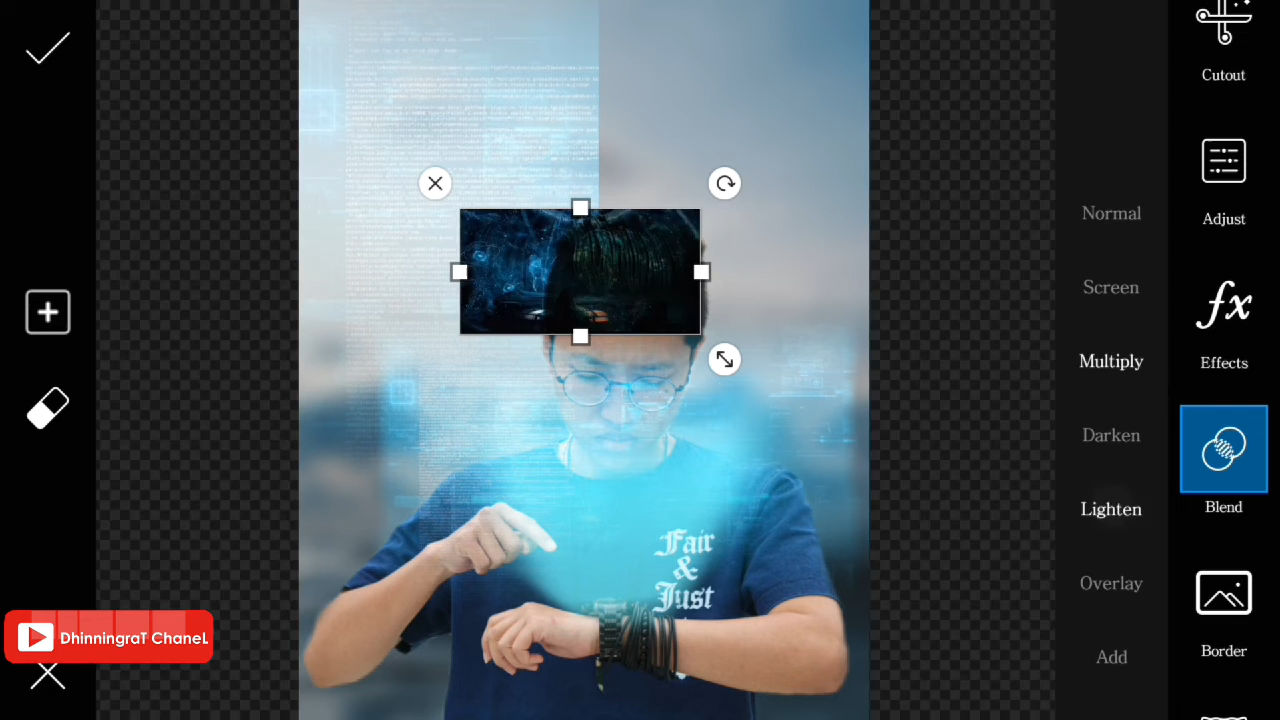 Cutout
Adjust
Normal
Screen
Effects
Multiply
Darken
Blend
Lighten
Overlay
Border
Add
Fair
&
Just
DhinningraT ChaneL